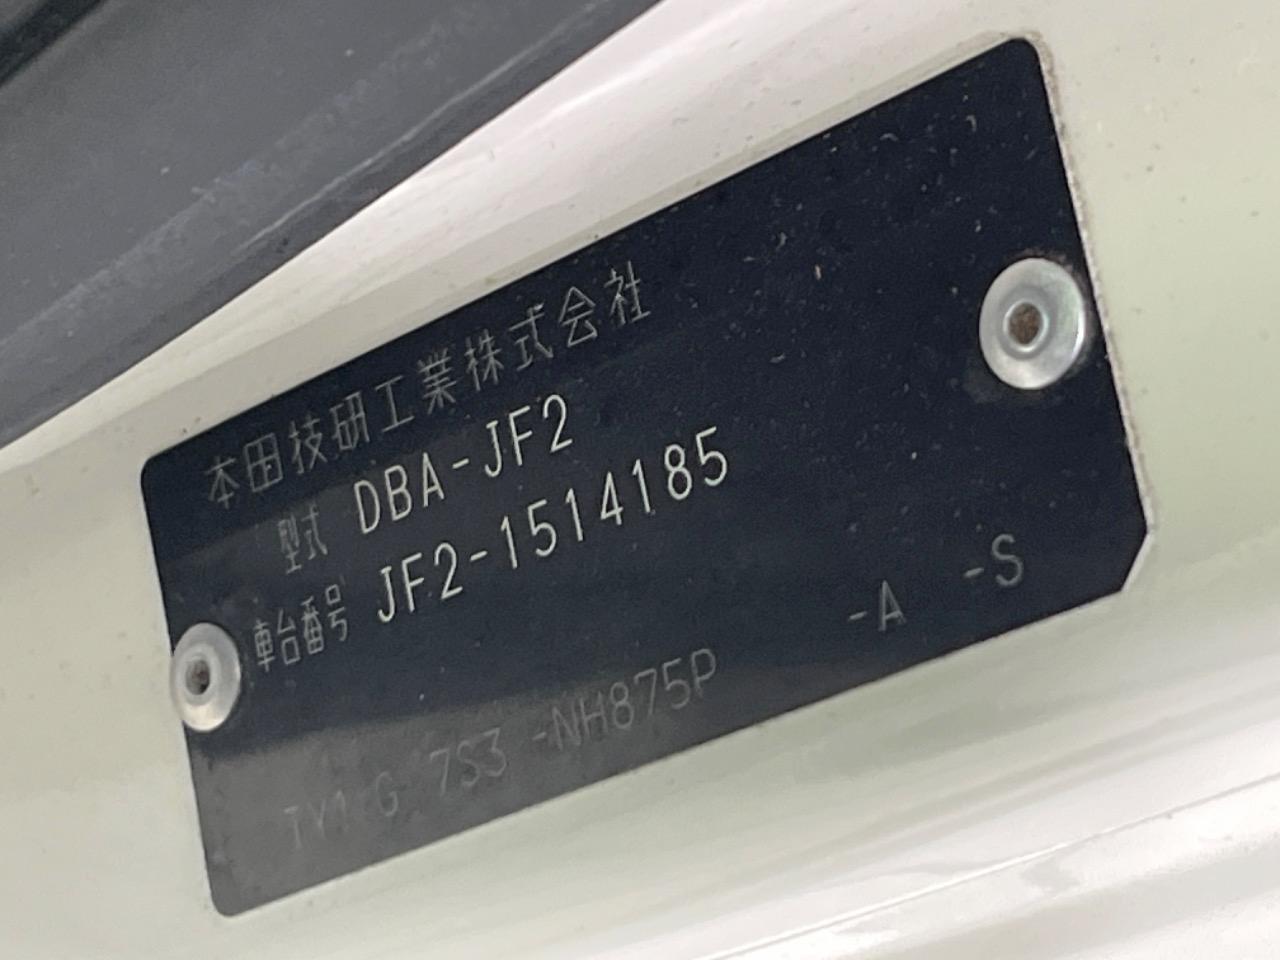 本田技研工業株式会社
型式 DBA-JF2
車台番号 JF2-1514185
-A -S
TY1-G 7S3 -NH875P